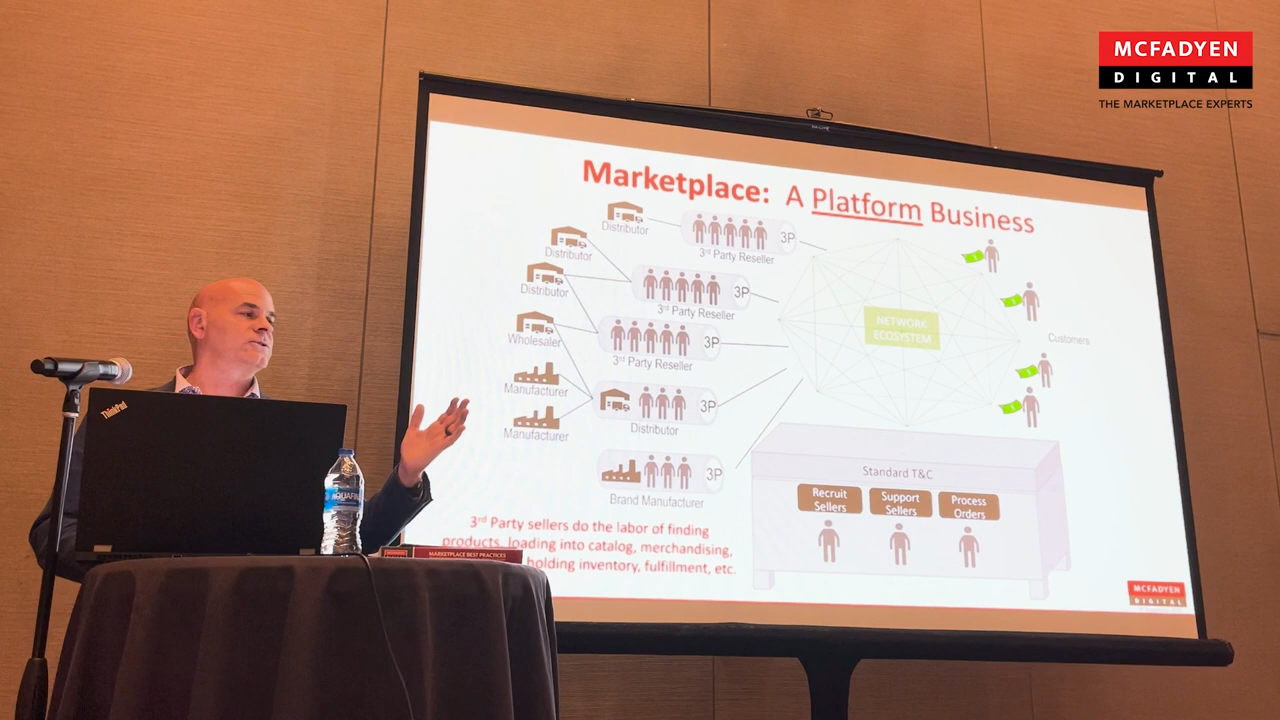 MCFADYEN
DIGITAL
THE MARKETPLACE EXPERTS
Marketplace: A Platform Business
Distributor
3P
3rd Party Reseller
Distributor
3P
3rd Party Reseller
Distributor
3P
3rd Party Reseller
Wholesaler
Manufacturer
3P
Distributor
Manufacturer
3P
Brand Manufacturer
NETWORK
ECOSYSTEM
Customers
Standard T&C
Recruit
Sellers
Support
Sellers
Process
Orders
3rd Party sellers do the labor of finding
products, loading into catalog, merchandising,
holding inventory, fulfillment, etc.
MCFADYEN
DIGITAL
ThinkPad
AQUAFINA
MARKETPLACE BEST PRACTICES